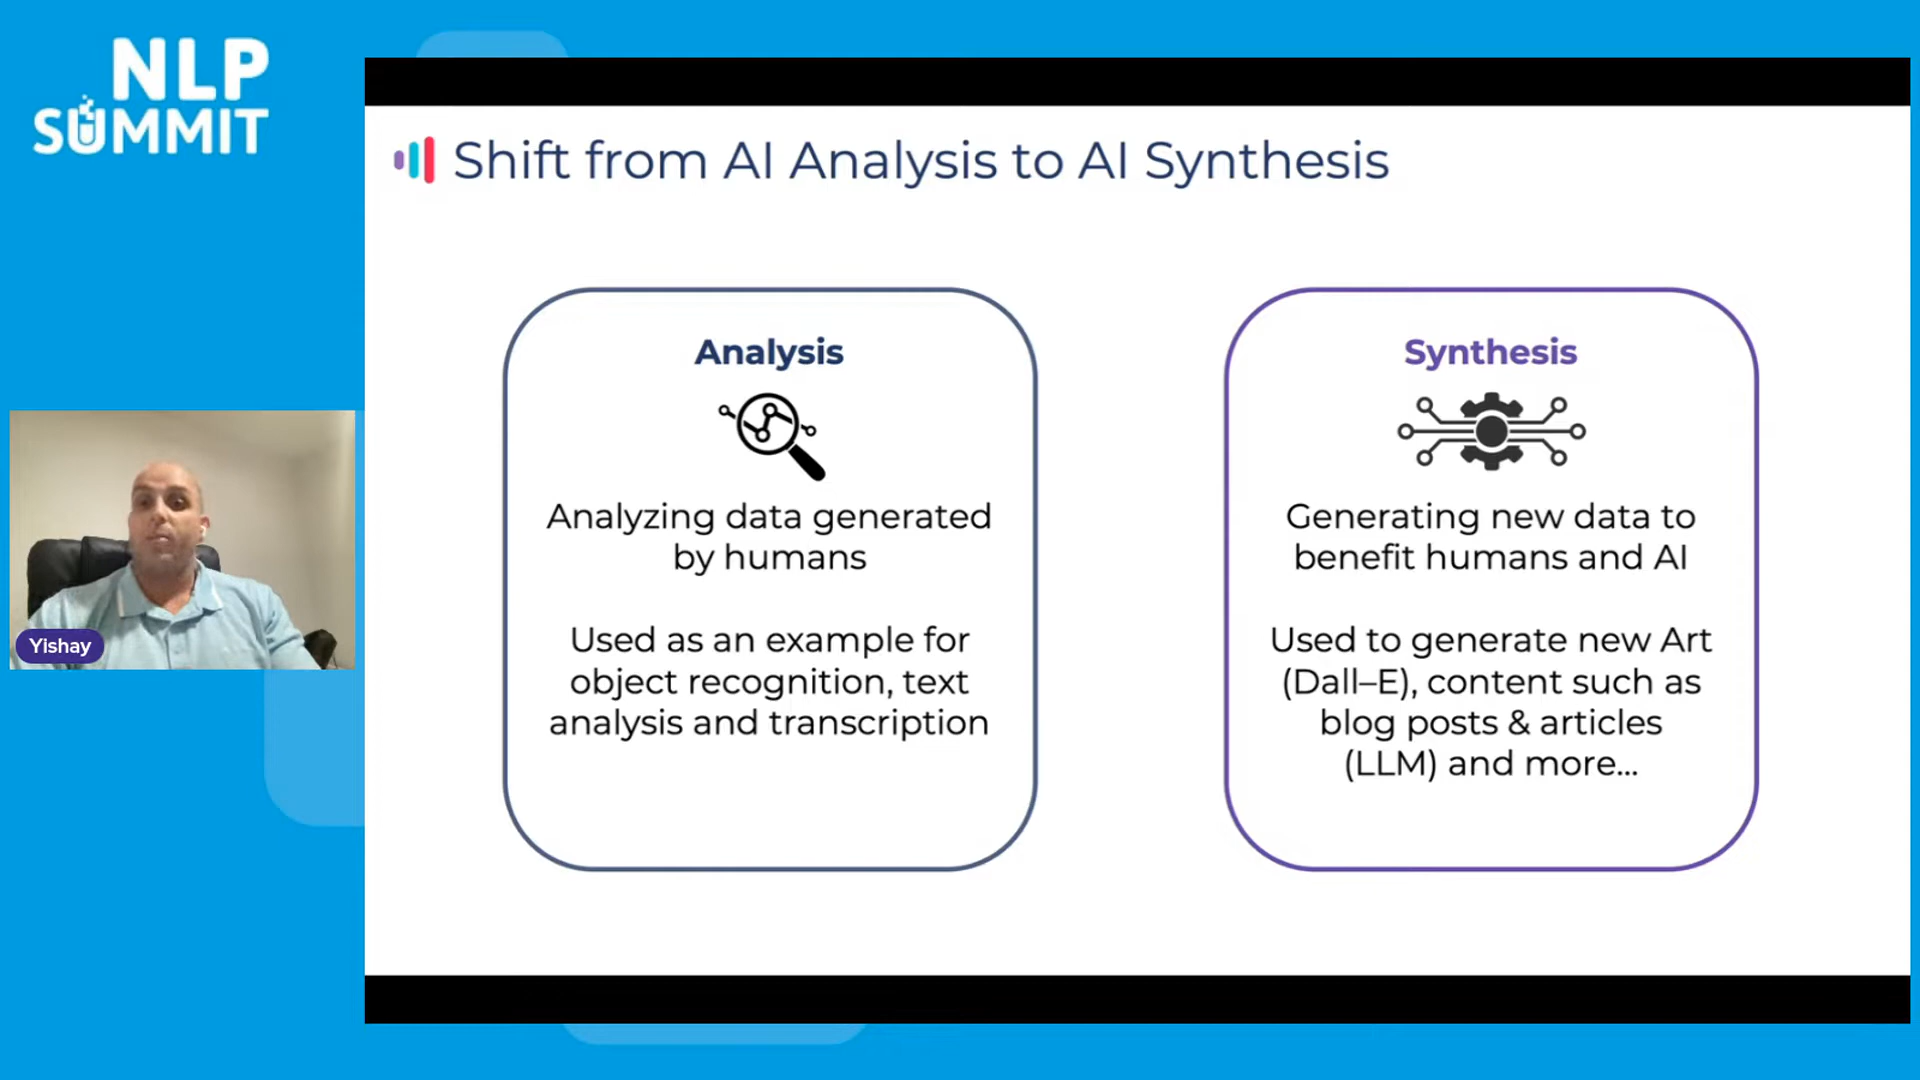 NLP
SUMMIT
Shift from AI Analysis to AI Synthesis
Analysis
Analyzing data generated
by humans
Used as an example for
object recognition, text
analysis and transcription
Synthesis
Generating new data to
benefit humans and AI
Used to generate new Art
(Dall–E), content such as
blog posts & articles
(LLM) and more...
Yishay